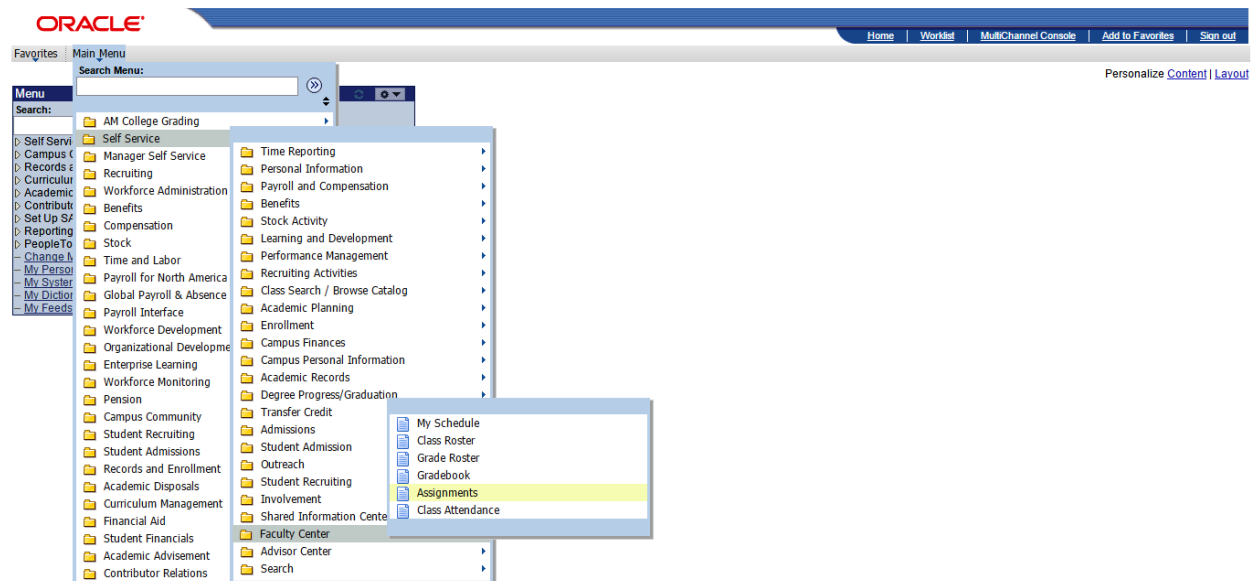 ORACLE
Home | Worklist | MultiChannel Console | Add to Favorites | Sign out
Favorites Main Menu
Personalize Content | Layout
Search Menu:
Menu
Search:
Self Servi
Campus C
Records a
Curriculur
Academic
Contribut
Set Up SA
Reporting
PeopleTo
Change M
My Person
My System
My Diction
My Feeds
AM College Grading
Self Service
Manager Self Service
Recruiting
Workforce Administration
Benefits
Compensation
Stock
Time and Labor
Payroll for North America
Global Payroll & Absence
Payroll Interface
Workforce Development
Organizational Developme
Enterprise Learning
Workforce Monitoring
Pension
Campus Community
Student Recruiting
Student Admissions
Records and Enrollment
Academic Disposals
Curriculum Management
Financial Aid
Student Financials
Academic Advisement
Contributor Relations
Time Reporting
Personal Information
Payroll and Compensation
Benefits
Stock Activity
Learning and Development
Performance Management
Recruiting Activities
Class Search / Browse Catalog
Academic Planning
Enrollment
Campus Finances
Campus Personal Information
Academic Records
Degree Progress/Graduation
Transfer Credit
Admissions
Student Admission
Outreach
Student Recruiting
Involvement
Shared Information Cente
Faculty Center
Advisor Center
Search
My Schedule
Class Roster
Grade Roster
Gradebook
Assignments
Class Attendance